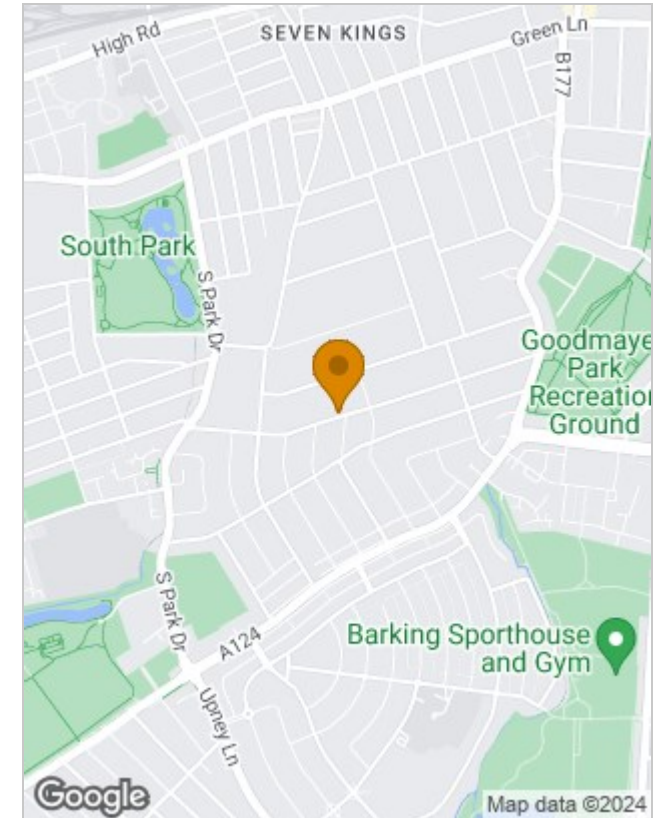 High Rd
SEVEN KINGS
Green Ln
B177
South Park
S Park Dr
Goodmaye
Park
Recreation
Ground
S Park Dr
A124
Barking Sporthouse
and Gym
Upney Ln
Google
Map data ©2024